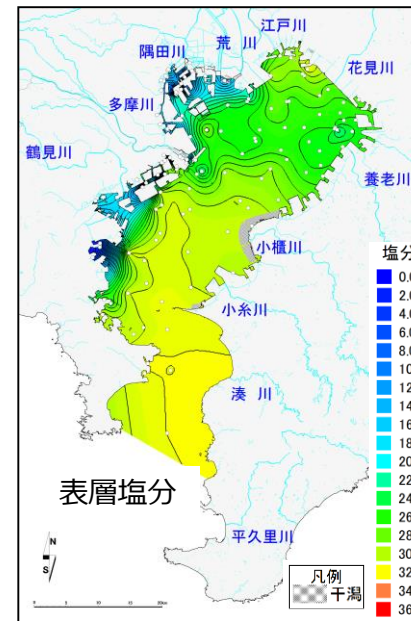 江戸川
荒　川
隅田川
花見川
多摩川
鶴見川
養老川
小櫃川
塩分
0.0
2.0
4.0
6.0
8.0
10
12
14
16
18
20
22
24
26
28
30
32
34
36
小糸川
湊　川
表層塩分
平久里川
N
S
凡例
干潟